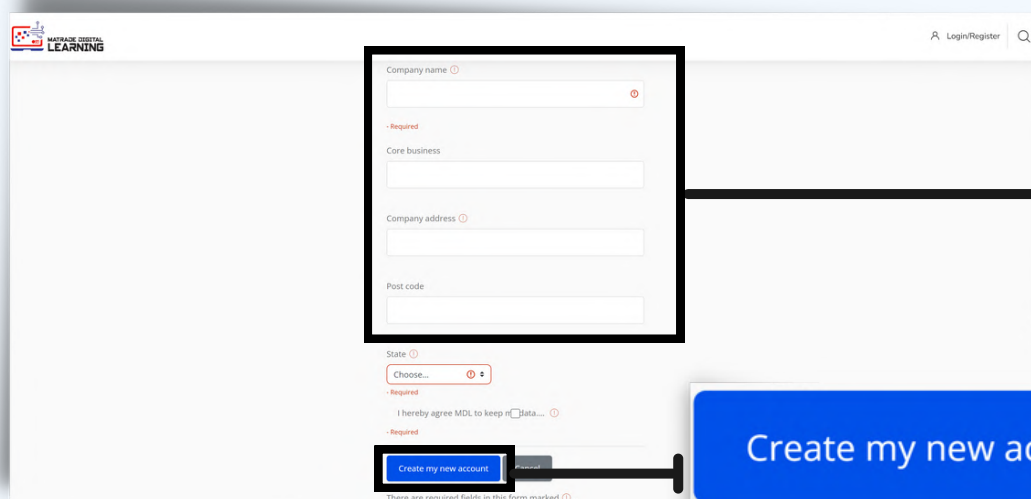 MATRADE DIGITAL
LEARNING
Login/Register
Company name
- Required
Core business
Company address
Post code
State
Choose...
- Required
I hereby agree MDL to keep data....
- Required
Create my new account
Cancel
There are required fields in this form marked
Create my new ac